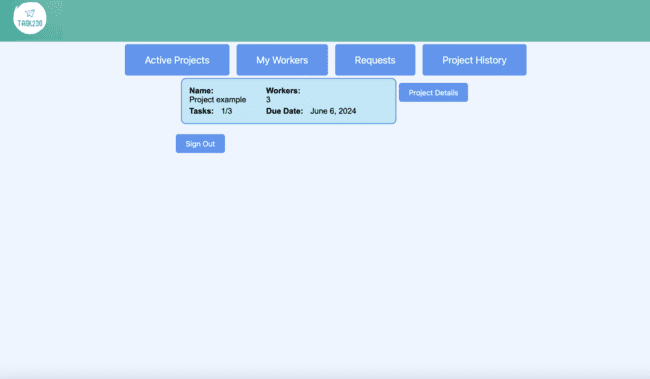 TASK2DO
Active Projects
My Workers
Requests
Project History
Name:
Workers:
Project example
3
Project Details
Tasks: 1/3
Due Date: June 6, 2024
Sign Out